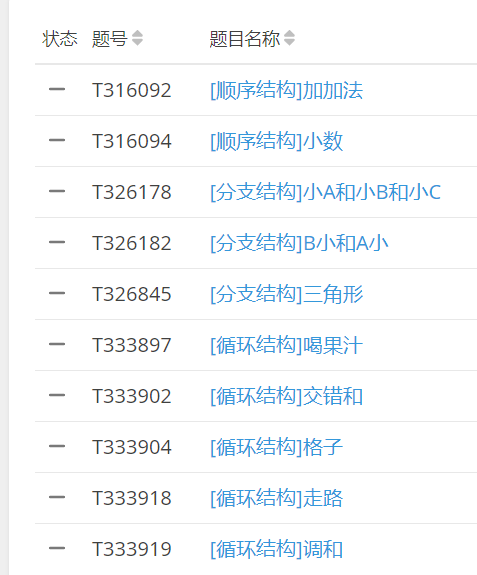 状态 题号 题目名称
T316092 [顺序结构]加加法
T316094 [顺序结构]小数
T326178 [分支结构]小A和小B和小C
T326182 [分支结构]B小和A小
T326845 [分支结构]三角形
T333897 [循环结构]喝果汁
T333902 [循环结构]交错和
T333904 [循环结构]格子
T333918 [循环结构]走路
T333919 [循环结构]调和